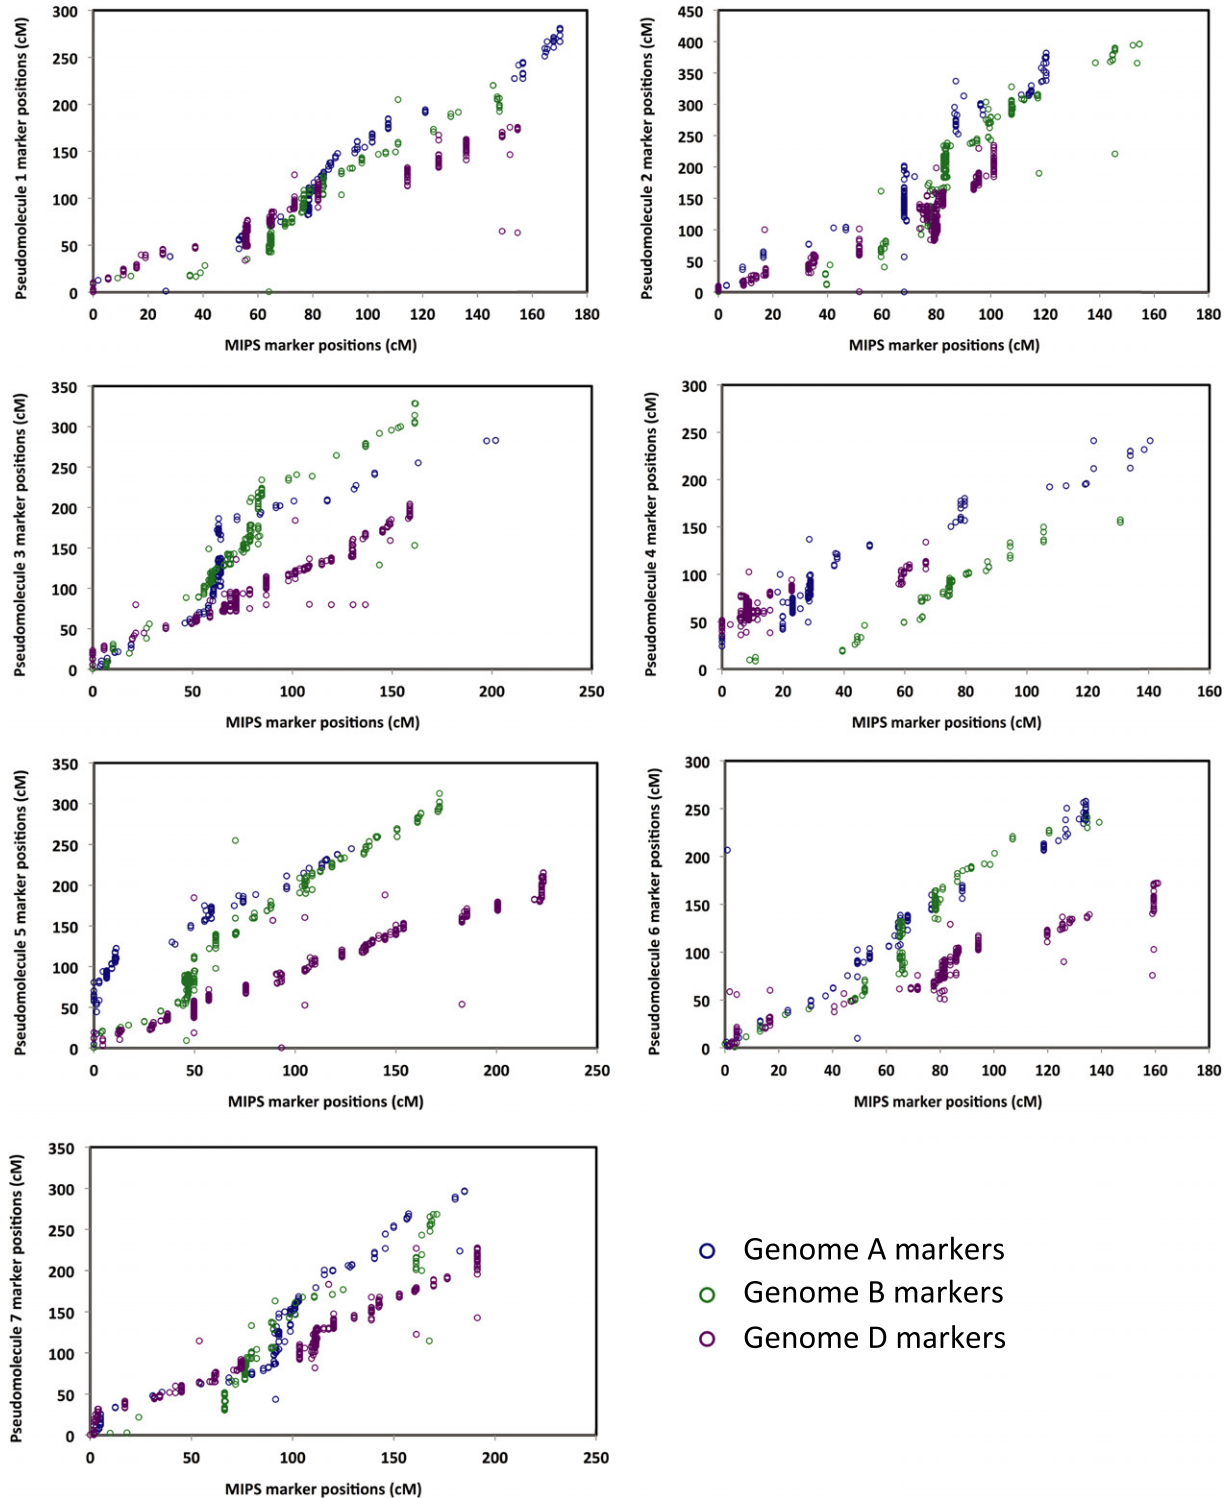 Pseudomolecule 1 marker positions (cM)
300
250
200
150
100
50
0
0 20 40 60 80 100 120 140 160 180
MIPS marker positions (cM)
Pseudomolecule 2 marker positions (cM)
450
400
350
300
250
200
150
100
50
0
0 20 40 60 80 100 120 140 160 180
MIPS marker positions (cM)
Pseudomolecule 3 marker positions (cM)
350
300
250
200
150
100
50
0
0 50 100 150 200 250
MIPS marker positions (cM)
Pseudomolecule 4 marker positions (cM)
300
250
200
150
100
50
0
0 20 40 60 80 100 120 140 160
MIPS marker positions (cM)
Pseudomolecule 5 marker positions (cM)
350
300
250
200
150
100
50
0
0 50 100 150 200 250
MIPS marker positions (cM)
Pseudomolecule 6 marker positions (cM)
300
250
200
150
100
50
0
0 20 40 60 80 100 120 140 160 180
MIPS marker positions (cM)
Pseudomolecule 7 marker positions (cM)
350
300
250
200
150
100
50
0
0 50 100 150 200 250
MIPS marker positions (cM)
Genome A markers
Genome B markers
Genome D markers